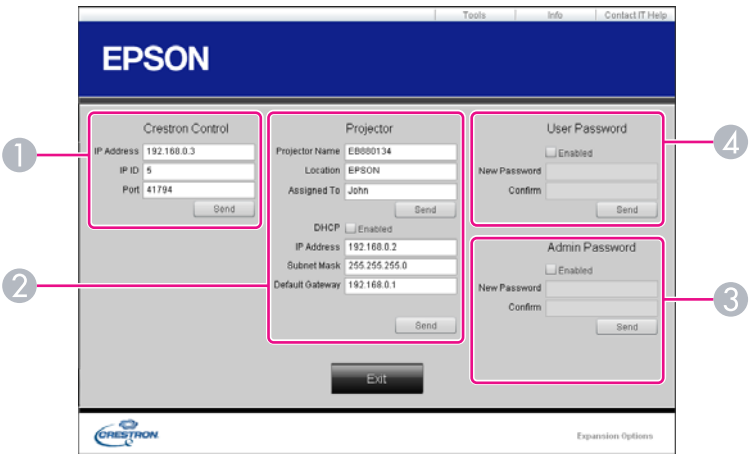 Tools Info Contact IT Help
EPSON
Crestron Control
IP Address 192.168.0.3
IP ID 5
Port 41794
Send
Projector
Projector Name EB880134
Location EPSON
Assigned To John
Send
DHCP Enabled
IP Address 192.168.0.2
Subnet Mask 255.255.255.0
Default Gateway 192.168.0.1
Send
User Password
Enabled
New Password
Confirm
Send
Admin Password
Enabled
New Password
Confirm
Send
1
2
4
3
Exit
CRESTRON
Expansion Options